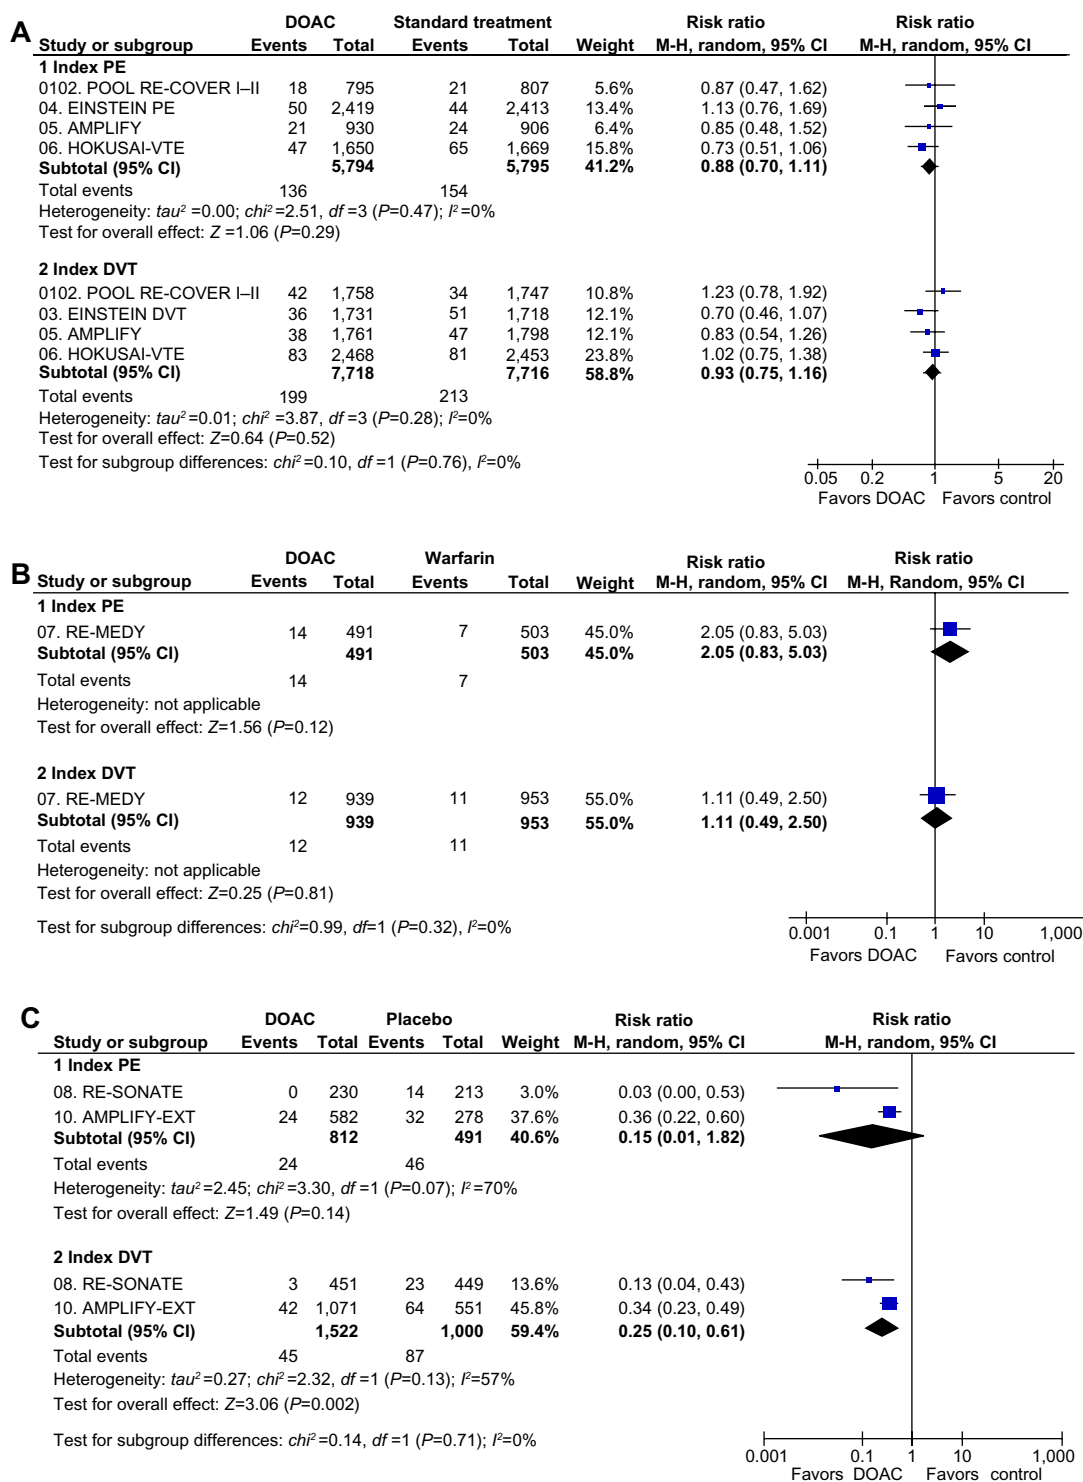 A
DOAC Standard treatment Risk ratio Risk ratio
Study or subgroup Events Total Events Total Weight M-H, random, 95% CI M-H, random, 95% CI
1 Index PE
0102. POOL RE-COVER I–II 18 795 21 807 5.6% 0.87 (0.47, 1.62)
04. EINSTEIN PE 50 2,419 44 2,413 13.4% 1.13 (0.76, 1.69)
05. AMPLIFY 21 930 24 906 6.4% 0.85 (0.48, 1.52)
06. HOKUSAI-VTE 47 1,650 65 1,669 15.8% 0.73 (0.51, 1.06)
Subtotal (95% CI) 5,794 5,795 41.2% 0.88 (0.70, 1.11)
Total events 136 154
Heterogeneity: tau²=0.00; chi²=2.51, df=3 (P=0.47); I²=0%
Test for overall effect: Z =1.06 (P=0.29)
2 Index DVT
0102. POOL RE-COVER I–II 42 1,758 34 1,747 10.8% 1.23 (0.78, 1.92)
03. EINSTEIN DVT 36 1,731 51 1,718 12.1% 0.70 (0.46, 1.07)
05. AMPLIFY 38 1,761 47 1,798 12.1% 0.83 (0.54, 1.26)
06. HOKUSAI-VTE 83 2,468 81 2,453 23.8% 1.02 (0.75, 1.38)
Subtotal (95% CI) 7,718 7,716 58.8% 0.93 (0.75, 1.16)
Total events 199 213
Heterogeneity: tau²=0.01; chi²=3.87, df=3 (P=0.28); I²=0%
Test for overall effect: Z=0.64 (P=0.52)
Test for subgroup differences: chi²=0.10, df=1 (P=0.76), I²=0%
0.05 0.2 1 5 20
Favors DOAC Favors control
B
DOAC Warfarin Risk ratio Risk ratio
Study or subgroup Events Total Events Total Weight M-H, random, 95% CI M-H, Random, 95% CI
1 Index PE
07. RE-MEDY 14 491 7 503 45.0% 2.05 (0.83, 5.03)
Subtotal (95% CI) 491 503 45.0% 2.05 (0.83, 5.03)
Total events 14 7
Heterogeneity: not applicable
Test for overall effect: Z=1.56 (P=0.12)
2 Index DVT
07. RE-MEDY 12 939 11 953 55.0% 1.11 (0.49, 2.50)
Subtotal (95% CI) 939 953 55.0% 1.11 (0.49, 2.50)
Total events 12 11
Heterogeneity: not applicable
Test for overall effect: Z=0.25 (P=0.81)
Test for subgroup differences: chi²=0.99, df=1 (P=0.32), I²=0%
0.001 0.1 1 10 1,000
Favors DOAC Favors control
C
DOAC Placebo Risk ratio Risk ratio
Study or subgroup Events Total Events Total Weight M-H, random, 95% CI M-H, random, 95% CI
1 Index PE
08. RE-SONATE 0 230 14 213 3.0% 0.03 (0.00, 0.53)
10. AMPLIFY-EXT 24 582 32 278 37.6% 0.36 (0.22, 0.60)
Subtotal (95% CI) 812 491 40.6% 0.15 (0.01, 1.82)
Total events 24 46
Heterogeneity: tau²=2.45; chi²=3.30, df=1 (P=0.07); I²=70%
Test for overall effect: Z=1.49 (P=0.14)
2 Index DVT
08. RE-SONATE 3 451 23 449 13.6% 0.13 (0.04, 0.43)
10. AMPLIFY-EXT 42 1,071 64 551 45.8% 0.34 (0.23, 0.49)
Subtotal (95% CI) 1,522 1,000 59.4% 0.25 (0.10, 0.61)
Total events 45 87
Heterogeneity: tau²=0.27; chi²=2.32, df=1 (P=0.13); I²=57%
Test for overall effect: Z=3.06 (P=0.002)
Test for subgroup differences: chi²=0.14, df=1 (P=0.71); I²=0%
0.001 0.1 1 10 1,000
Favors DOAC Favors control